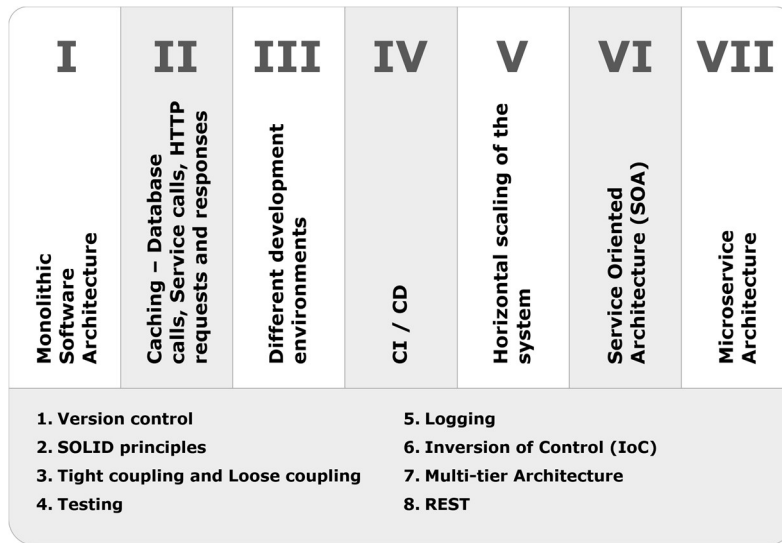 I
II
III
IV
V
VI
VII
Monolithic
Software
Architecture
Caching – Database
calls, Service calls, HTTP
requests and responses
Different development
environments
CI / CD
Horizontal scaling of the
system
Service Oriented
Architecture (SOA)
Microservice
Architecture
1. Version control
2. SOLID principles
3. Tight coupling and Loose coupling
4. Testing
5. Logging
6. Inversion of Control (IoC)
7. Multi-tier Architecture
8. REST